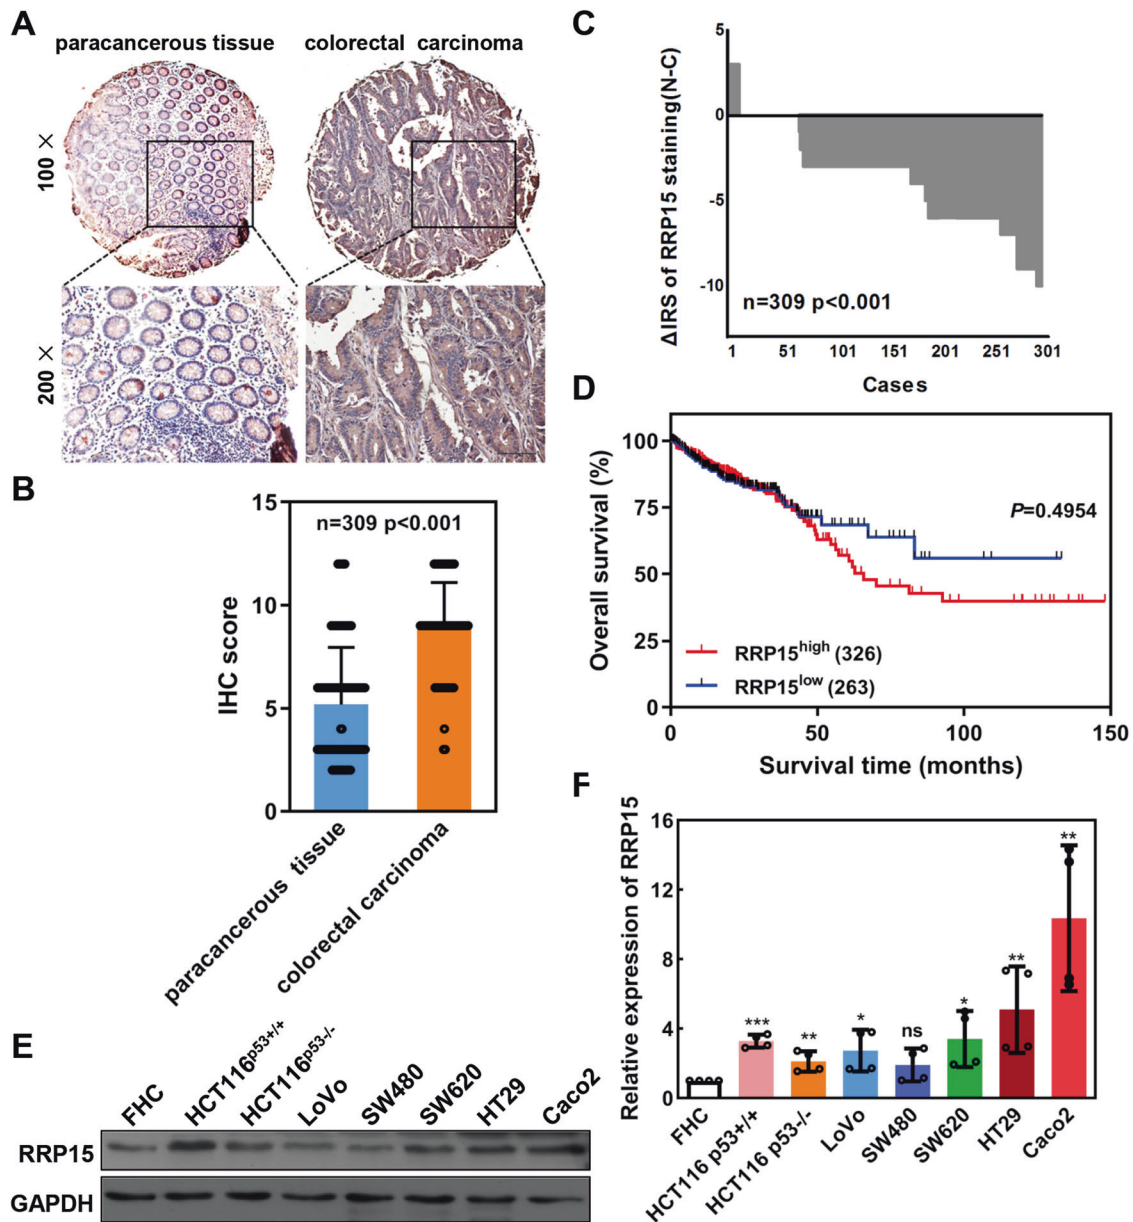 A
paracancerous tissue
colorectal carcinoma
100 ×
200 ×
B
n=309 p<0.001
IHC score
15
10
5
0
paracancerous tissue
colorectal carcinoma
C
ΔIRS of RRP15 staining(N-C)
5
0
-5
-10
n=309 p<0.001
1 51 101 151 201 251 301
Cases
D
Overall survival (%)
100
75
50
25
0
P=0.4954
RRP15high (326)
RRP15low (263)
0 50 100 150
Survival time (months)
E
FHC
HCT116p53+/+
HCT116p53-/-
LoVo
SW480
SW620
HT29
Caco2
RRP15
GAPDH
F
Relative expression of RRP15
16
12
8
4
0
***
**
*
ns
*
**
**
FHC
HCT116 p53+/+
HCT116 p53-/-
LoVo
SW480
SW620
HT29
Caco2